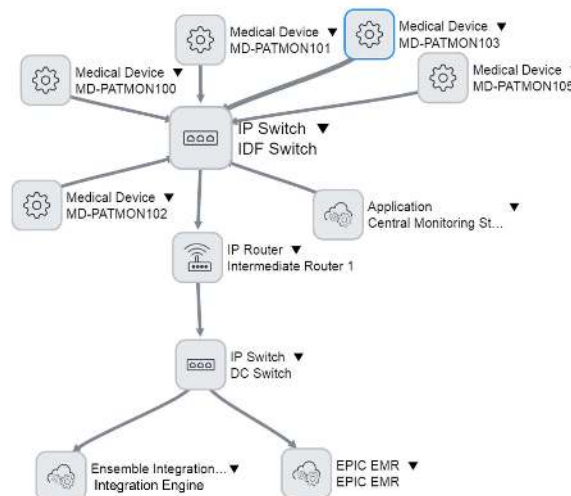 Medical Device ▼
MD-PATMON101
Medical Device ▼
MD-PATMON103
Medical Device ▼
MD-PATMON100
Medical Device ▼
MD-PATMON105
IP Switch ▼
IDF Switch
Medical Device ▼
MD-PATMON102
Application ▼
Central Monitoring St...
IP Router ▼
Intermediate Router 1
IP Switch ▼
DC Switch
Ensemble Integration... ▼
Integration Engine
EPIC EMR ▼
EPIC EMR